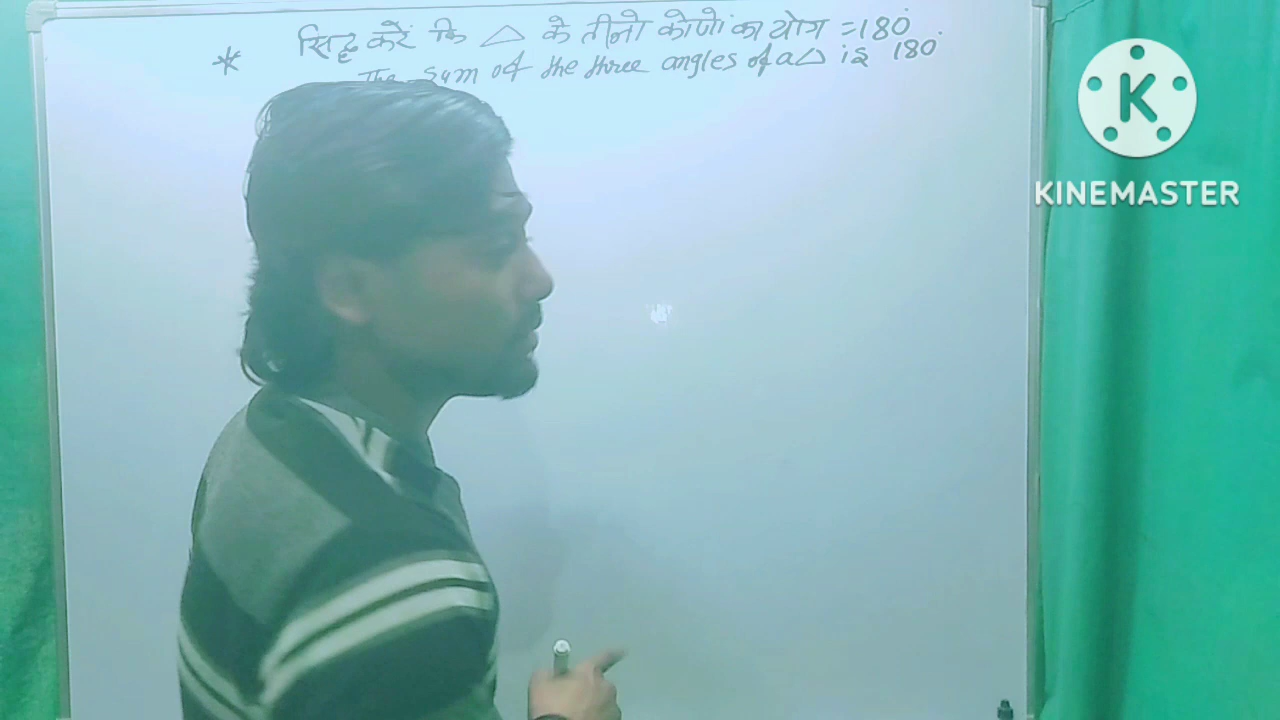 * सिद्ध करें कि △ के तीनो कोणों का योग = 180°
The sum of the three angles of a △ is 180°
K
KINEMASTER